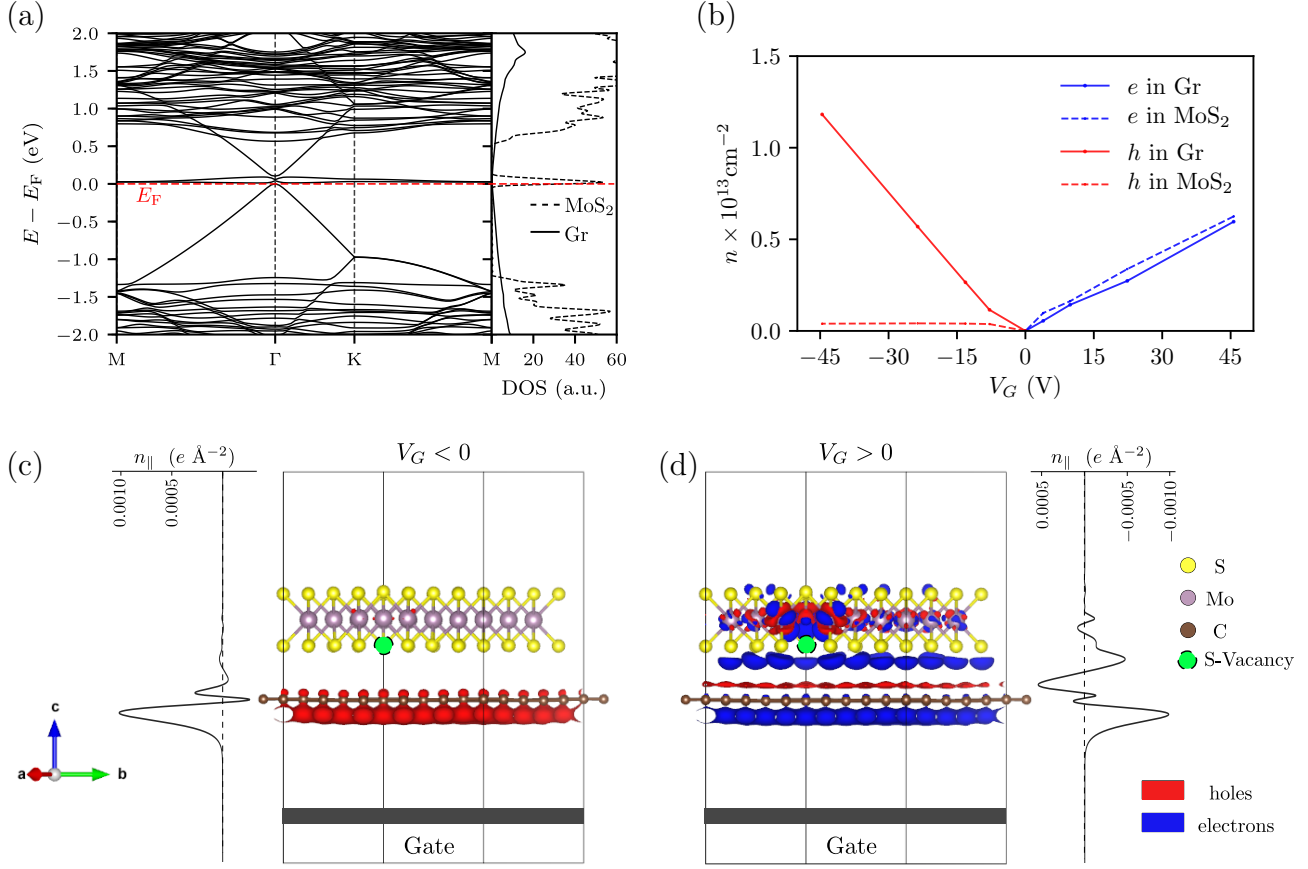 (a)
2.0
1.5
1.0
0.5
0.0
−0.5
−1.0
−1.5
−2.0
E − E_F (eV)
E_F
M
Γ
K
M
20
40
60
DOS (a.u.)
MoS₂
Gr
(b)
1.5
1.0
0.5
0.0
n × 10¹³cm⁻²
−45
−30
−15
0
15
30
45
V_G (V)
e in Gr
e in MoS₂
h in Gr
h in MoS₂
(c)
n_∥ (e Å⁻²)
0.0010
0.0005
V_G < 0
Gate
c
a
b
(d)
V_G > 0
Gate
n_∥ (e Å⁻²)
0.0005
−0.0005
−0.0010
S
Mo
C
S-Vacancy
holes
electrons